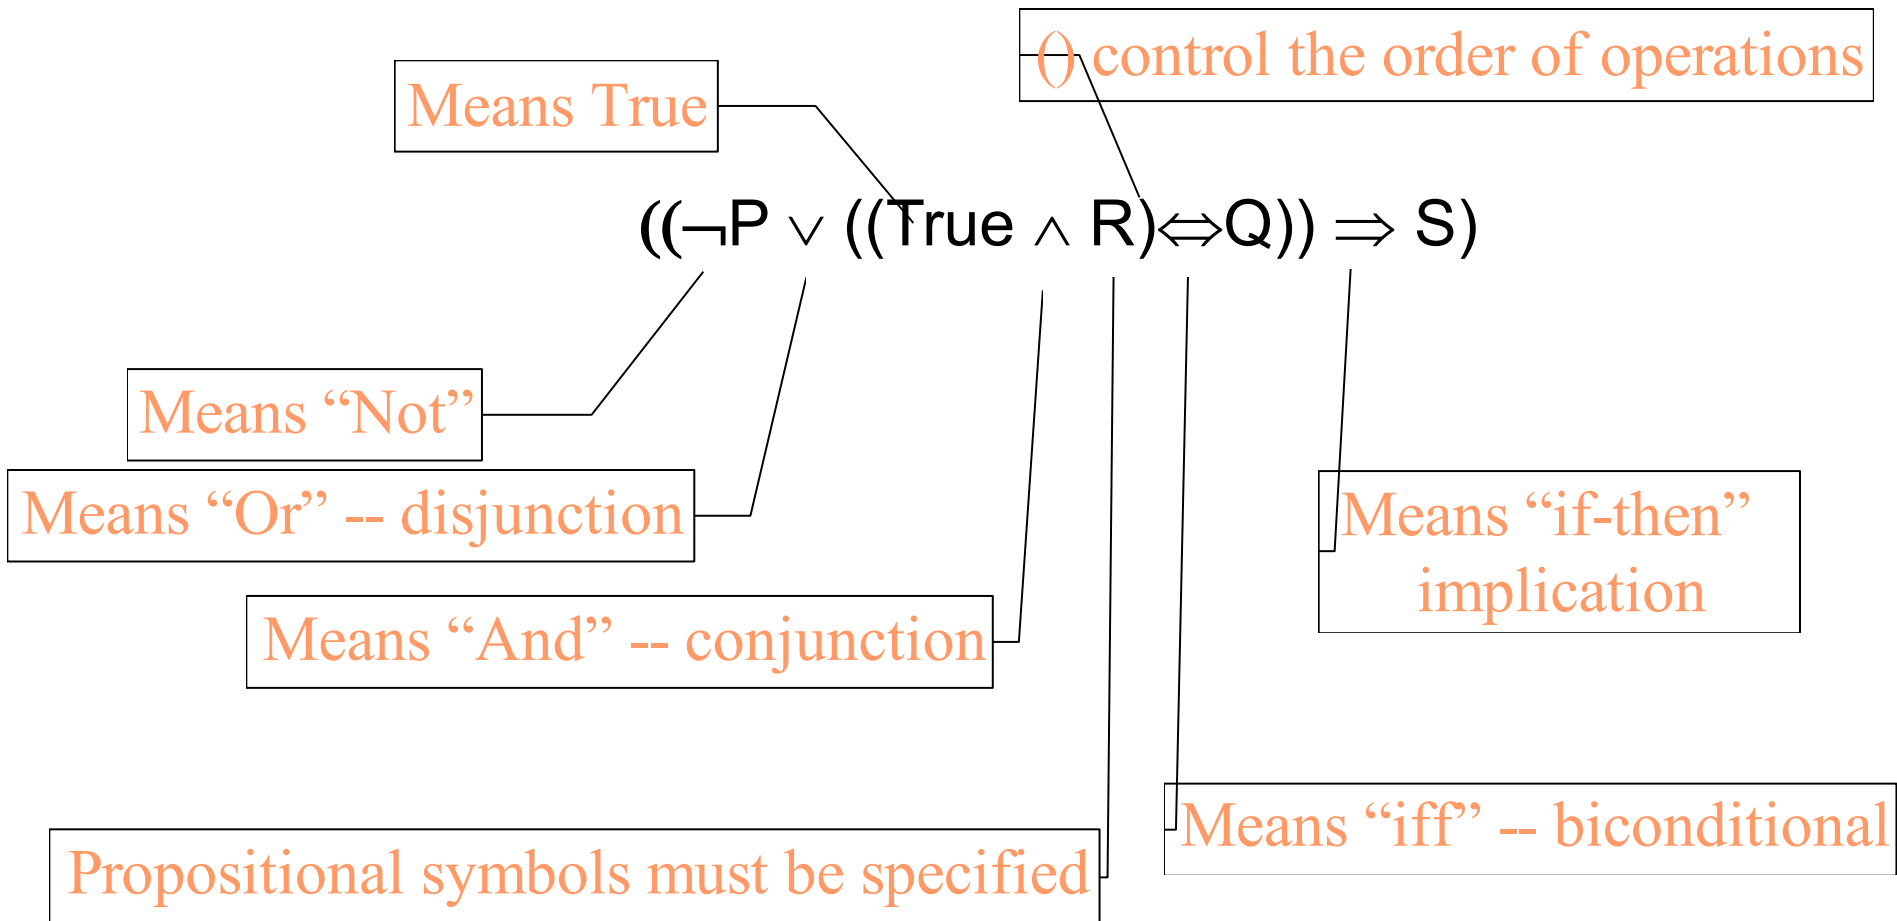 () control the order of operations
Means True
((¬P ∨ ((True ∧ R)⇔Q)) ⇒ S)
Means “Not”
Means “Or” -- disjunction
Means “if-then”
implication
Means “And” -- conjunction
Means “iff” -- biconditional
Propositional symbols must be specified